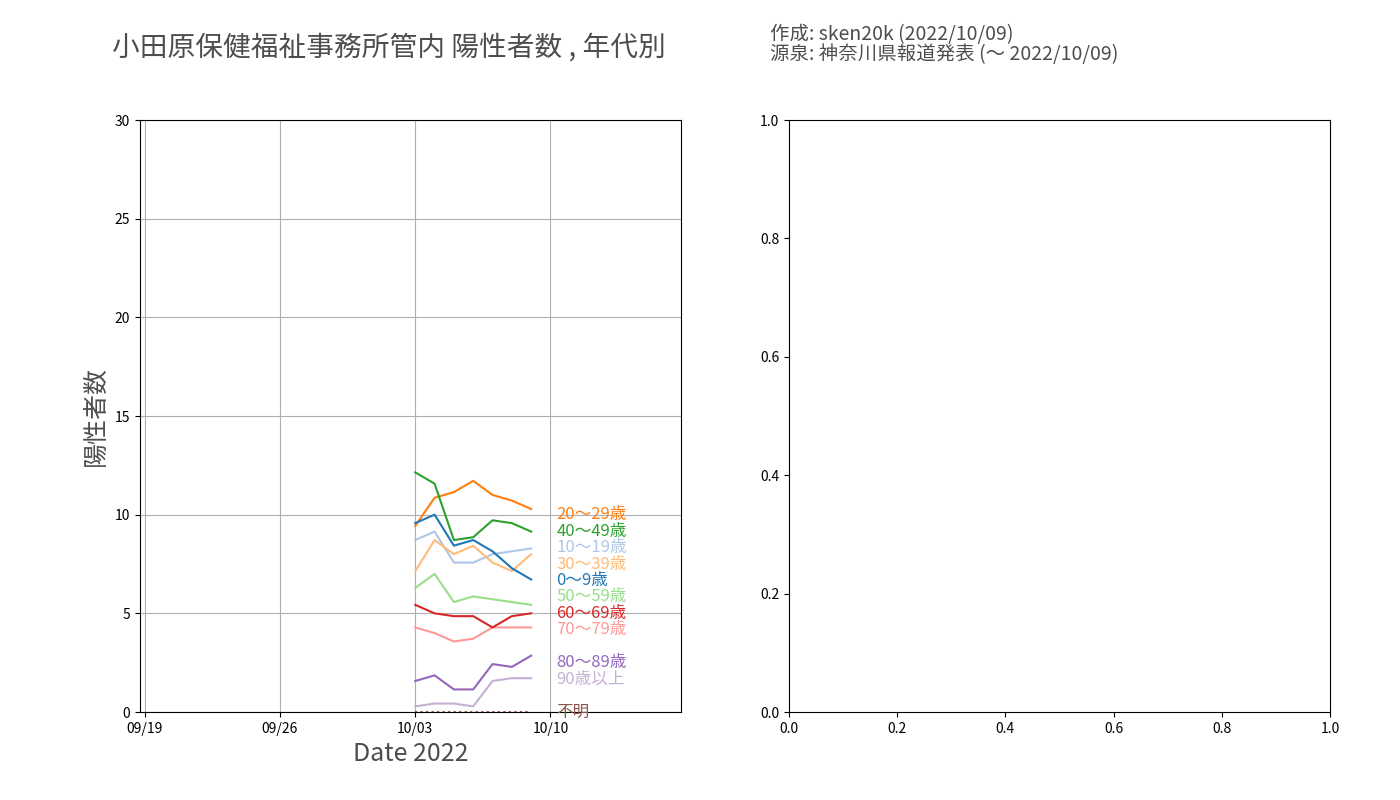 小田原保健福祉事務所管内 陽性者数 , 年代別
作成: sken20k (2022/10/09)
源泉: 神奈川県報道発表 (〜 2022/10/09)
陽性者数
30
25
20
15
10
5
0
09/19
09/26
10/03
10/10
Date 2022
20〜29歳
40〜49歳
10〜19歳
30〜39歳
0〜9歳
50〜59歳
60〜69歳
70〜79歳
80〜89歳
90歳以上
不明
1.0
0.8
0.6
0.4
0.2
0.0
0.0
0.2
0.4
0.6
0.8
1.0